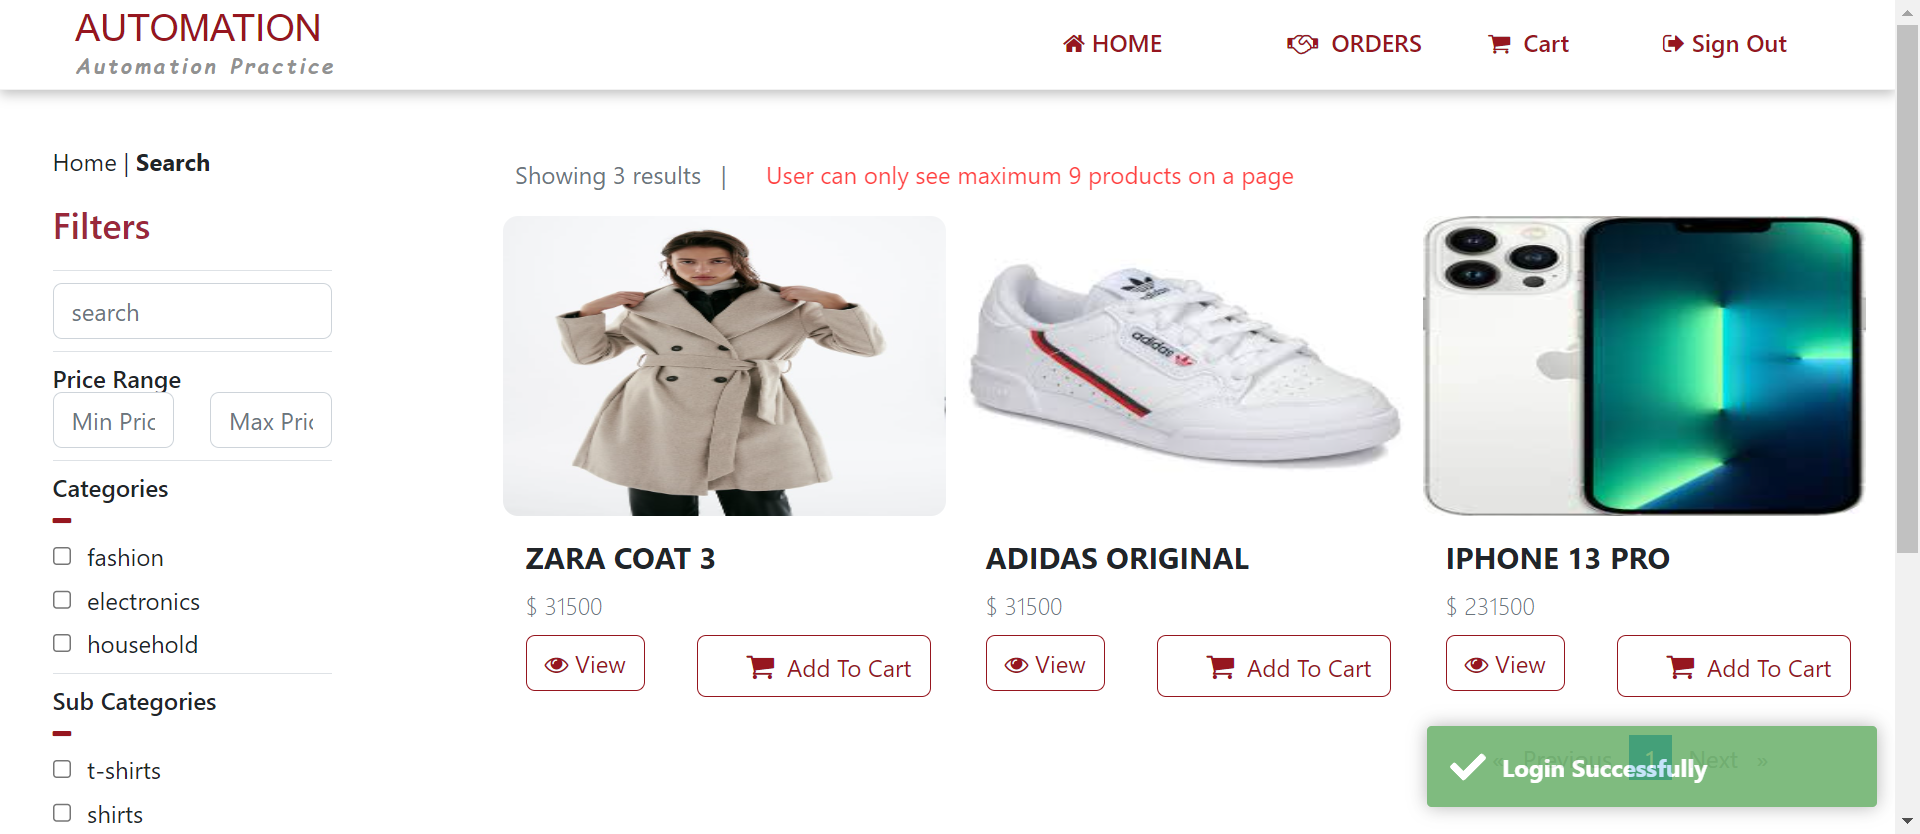 AUTOMATION
Automation Practice
HOME
ORDERS
Cart
Sign Out
Home | Search
Filters
search
Price Range
Min Pric
Max Pric
Categories
fashion
electronics
household
Sub Categories
t-shirts
shirts
Showing 3 results |
User can only see maximum 9 products on a page
adidas
adidas
ZARA COAT 3
$ 31500
View
Add To Cart
ADIDAS ORIGINAL
$ 31500
View
Add To Cart
IPHONE 13 PRO
$ 231500
View
Add To Cart
« Previous 1 Next »
Login Successfully